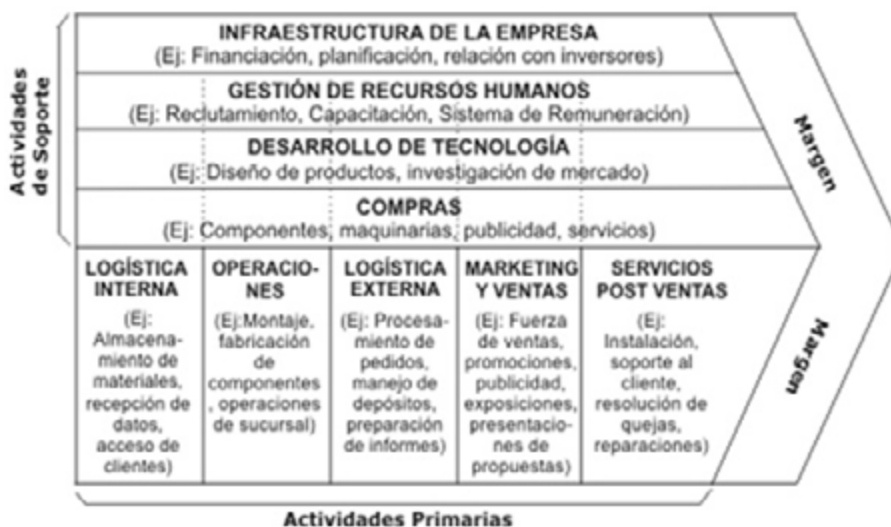 Actividades
de Soporte
INFRAESTRUCTURA DE LA EMPRESA
(Ej: Financiación, planificación, relación con inversores)
GESTIÓN DE RECURSOS HUMANOS
(Ej: Reclutamiento, Capacitación, Sistema de Remuneración)
DESARROLLO DE TECNOLOGÍA
(Ej: Diseño de productos, investigación de mercado)
COMPRAS
(Ej: Componentes, maquinarias, publicidad, servicios)
Margen
LOGÍSTICA
INTERNA
(Ej:
Almacena-
miento de
materiales,
recepción de
datos,
acceso de
clientes)
OPERACIO-
NES
(Ej:Montaje,
fabricación
de
componentes
, operaciones
de sucursal)
LOGÍSTICA
EXTERNA
(Ej: Procesa-
miento de
pedidos,
manejo de
depósitos,
preparación
de informes)
MARKETING
Y VENTAS
(Ej: Fuerza
de ventas,
promociones,
publicidad,
exposiciones,
presentacio-
nes de
propuestas)
SERVICIOS
POST VENTAS
(Ej:
Instalación,
soporte al
cliente,
resolución de
quejas,
reparaciones)
Margen
Actividades Primarias